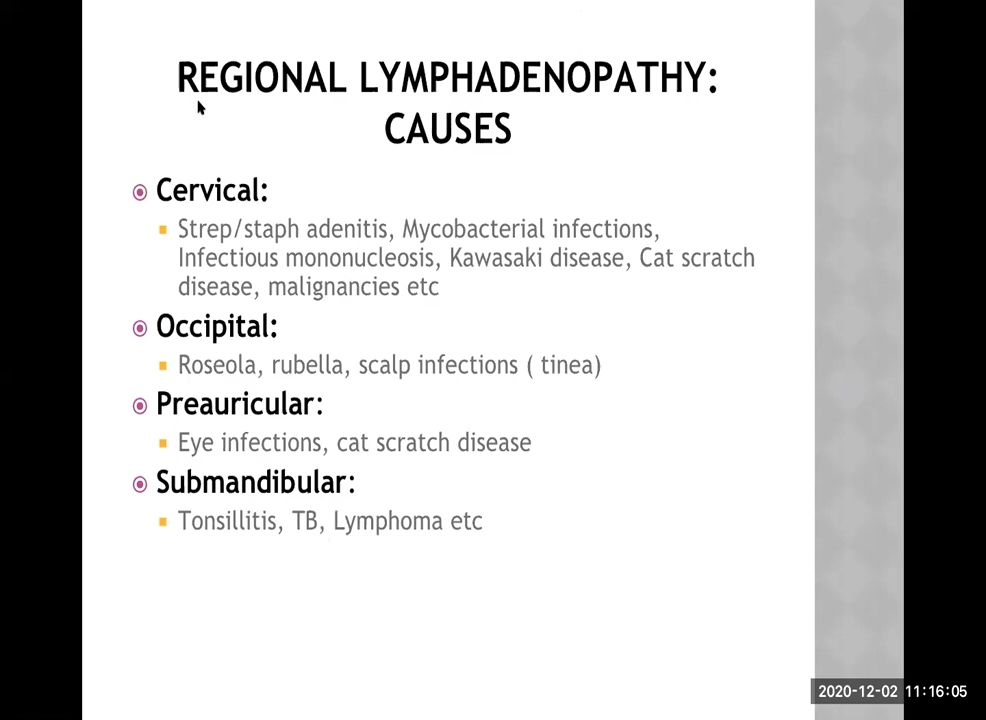 REGIONAL LYMPHADENOPATHY:
CAUSES
Cervical:
Strep/staph adenitis, Mycobacterial infections,
Infectious mononucleosis, Kawasaki disease, Cat scratch
disease, malignancies etc
Occipital:
Roseola, rubella, scalp infections ( tinea)
Preauricular:
Eye infections, cat scratch disease
Submandibular:
Tonsillitis, TB, Lymphoma etc
2020-12-02 11:16:05